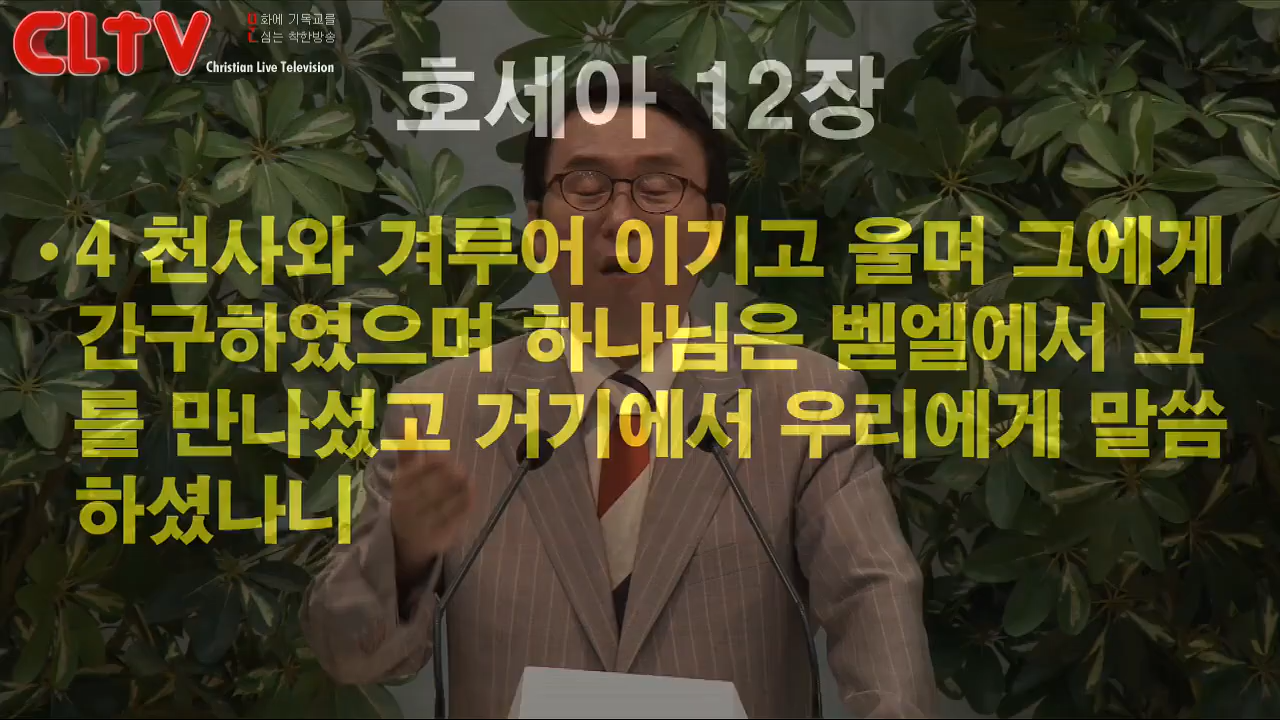 CLTV
문화에 기독교를
심는 착한방송
Christian Live Television
호세아 12장
• 4 천사와 겨루어 이기고 울며 그에게
간구하였으며 하나님은 벧엘에서 그
를 만나셨고 거기에서 우리에게 말씀
하셨나니